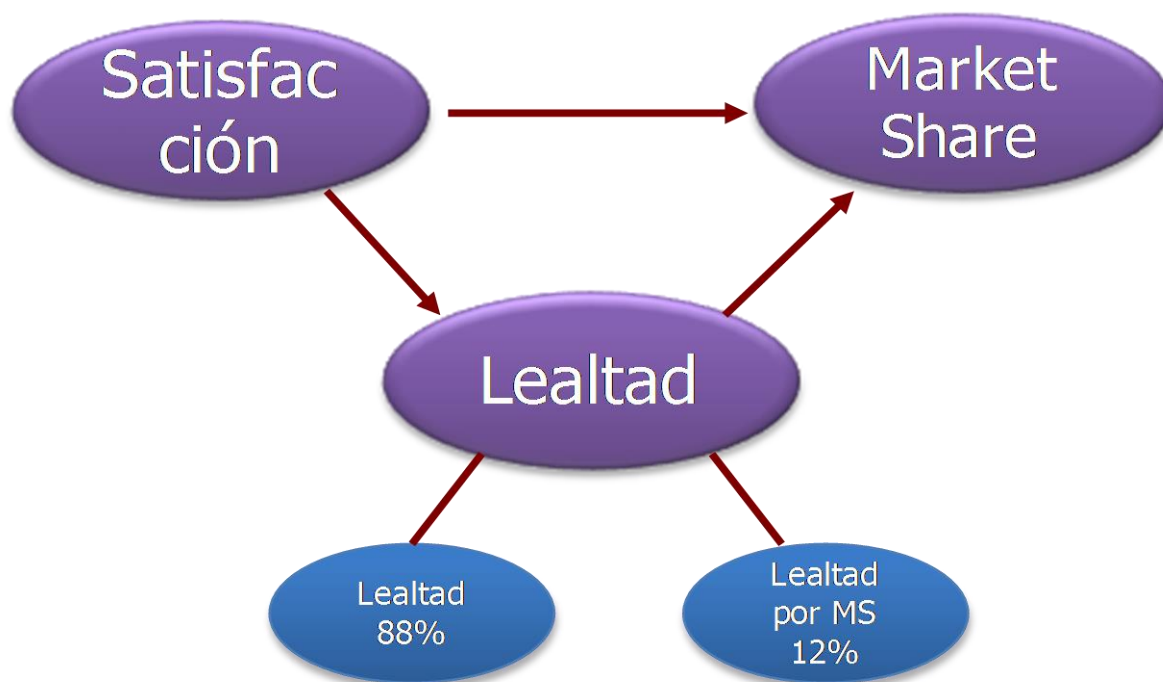 Satisfac
ción
Market
Share
Lealtad
Lealtad
88%
Lealtad
por MS
12%